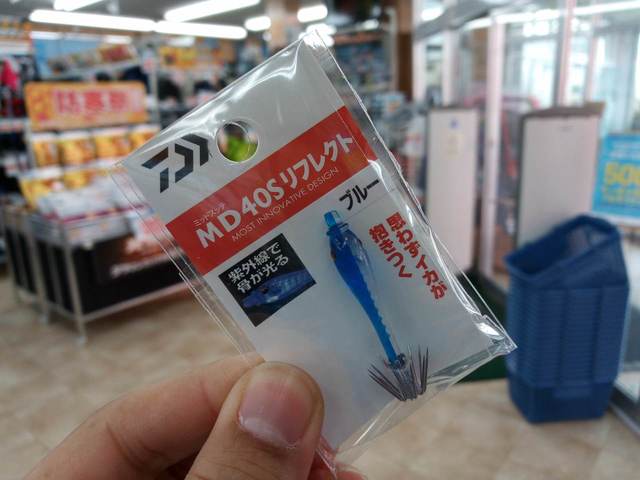 ミッドスッテ
MD40Sリフレクト
MOST INNOVATIVE DESIGN
ブルー
紫外線で
骨が光る
思わずイカが
抱きつく